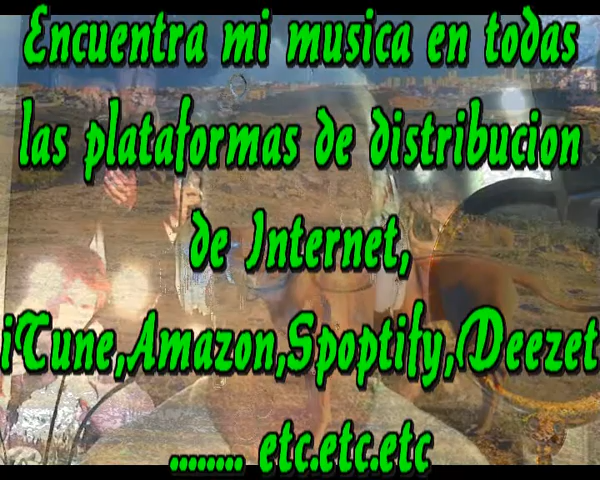 Encuentra mi musica en todas
las plataformas de distribucion
de Internet,
iTune,Amazon,Spoptify,Deezet
........ etc.etc.etc